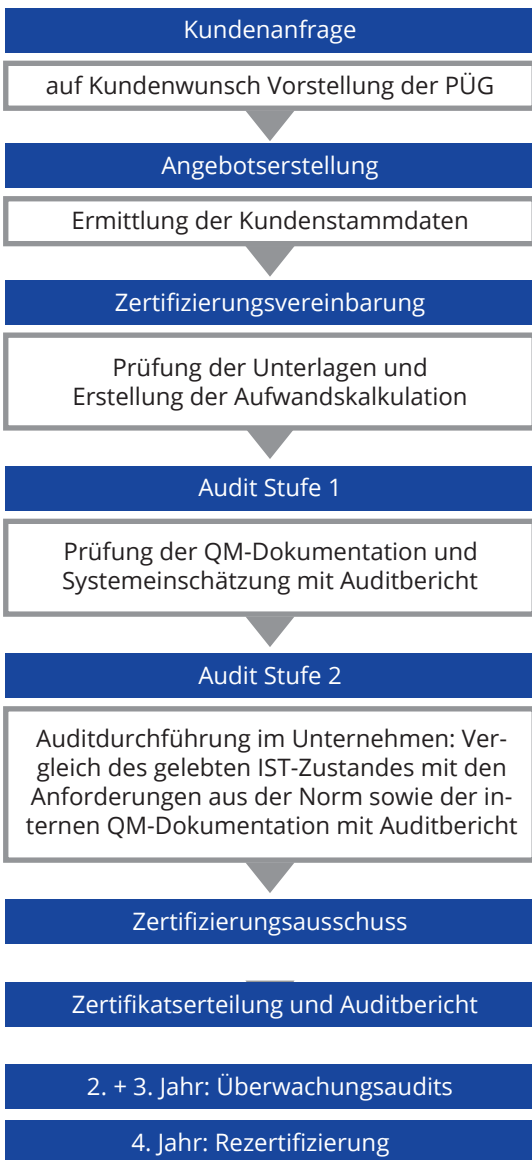 Kundenanfrage
auf Kundenwunsch Vorstellung der PÜG
Angebotserstellung
Ermittlung der Kundenstammdaten
Zertifizierungsvereinbarung
Prüfung der Unterlagen und
Erstellung der Aufwandskalkulation
Audit Stufe 1
Prüfung der QM-Dokumentation und
Systemeinschätzung mit Auditbericht
Audit Stufe 2
Auditdurchführung im Unternehmen: Ver-
gleich des gelebten IST-Zustandes mit den
Anforderungen aus der Norm sowie der in-
ternen QM-Dokumentation mit Auditbericht
Zertifizierungsausschuss
Zertifikatserteilung und Auditbericht
2. + 3. Jahr: Überwachungsaudits
4. Jahr: Rezertifizierung